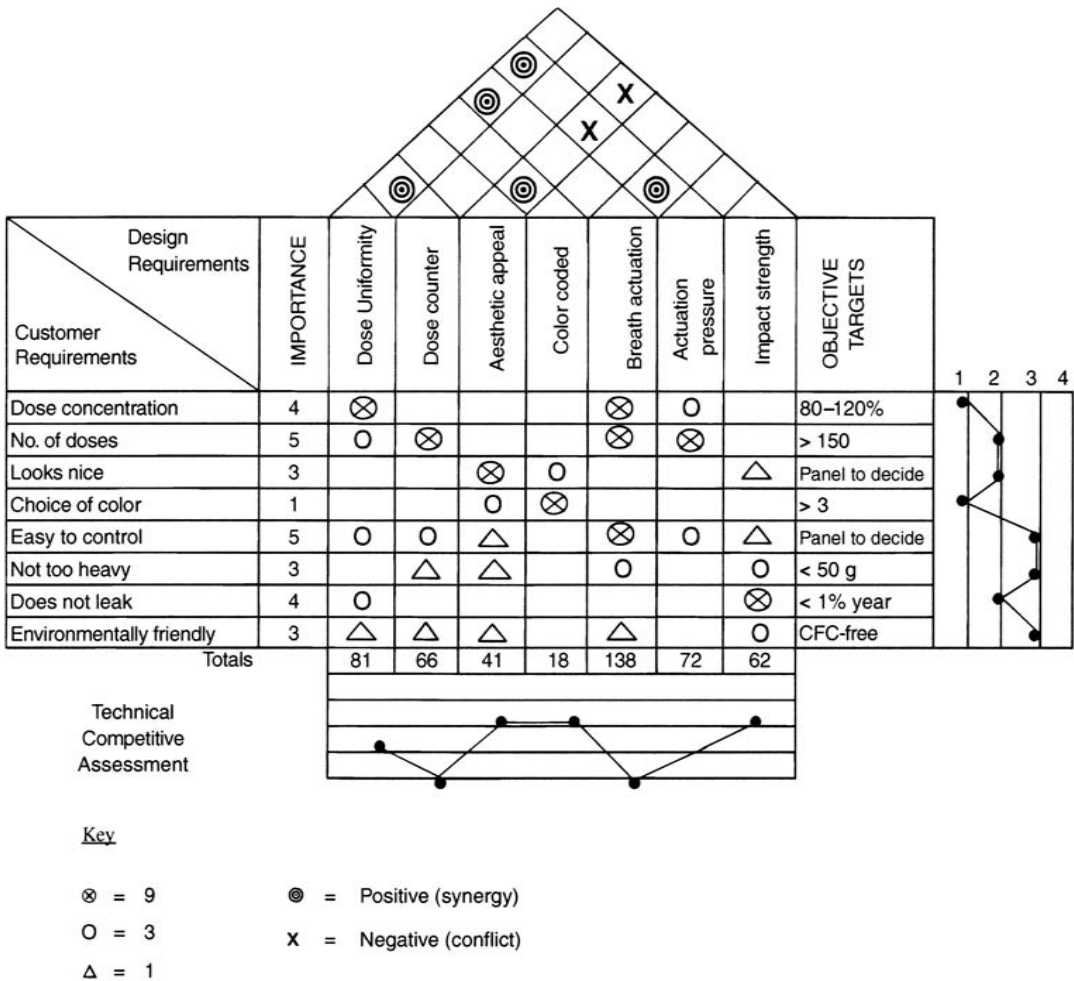 X
X
Design
Requirements
Customer
Requirements
IMPORTANCE
Dose Uniformity
Dose counter
Aesthetic appeal
Color coded
Breath actuation
Actuation
pressure
Impact strength
OBJECTIVE
TARGETS
1 2 3 4
Dose concentration 4 80–120%
No. of doses 5 > 150
Looks nice 3 Panel to decide
Choice of color 1 > 3
Easy to control 5 Panel to decide
Not too heavy 3 < 50 g
Does not leak 4 < 1% year
Environmentally friendly 3 CFC-free
Totals 81 66 41 18 138 72 62
Technical
Competitive
Assessment
Key
⊗ = 9
O = 3
△ = 1
◎ = Positive (synergy)
X = Negative (conflict)